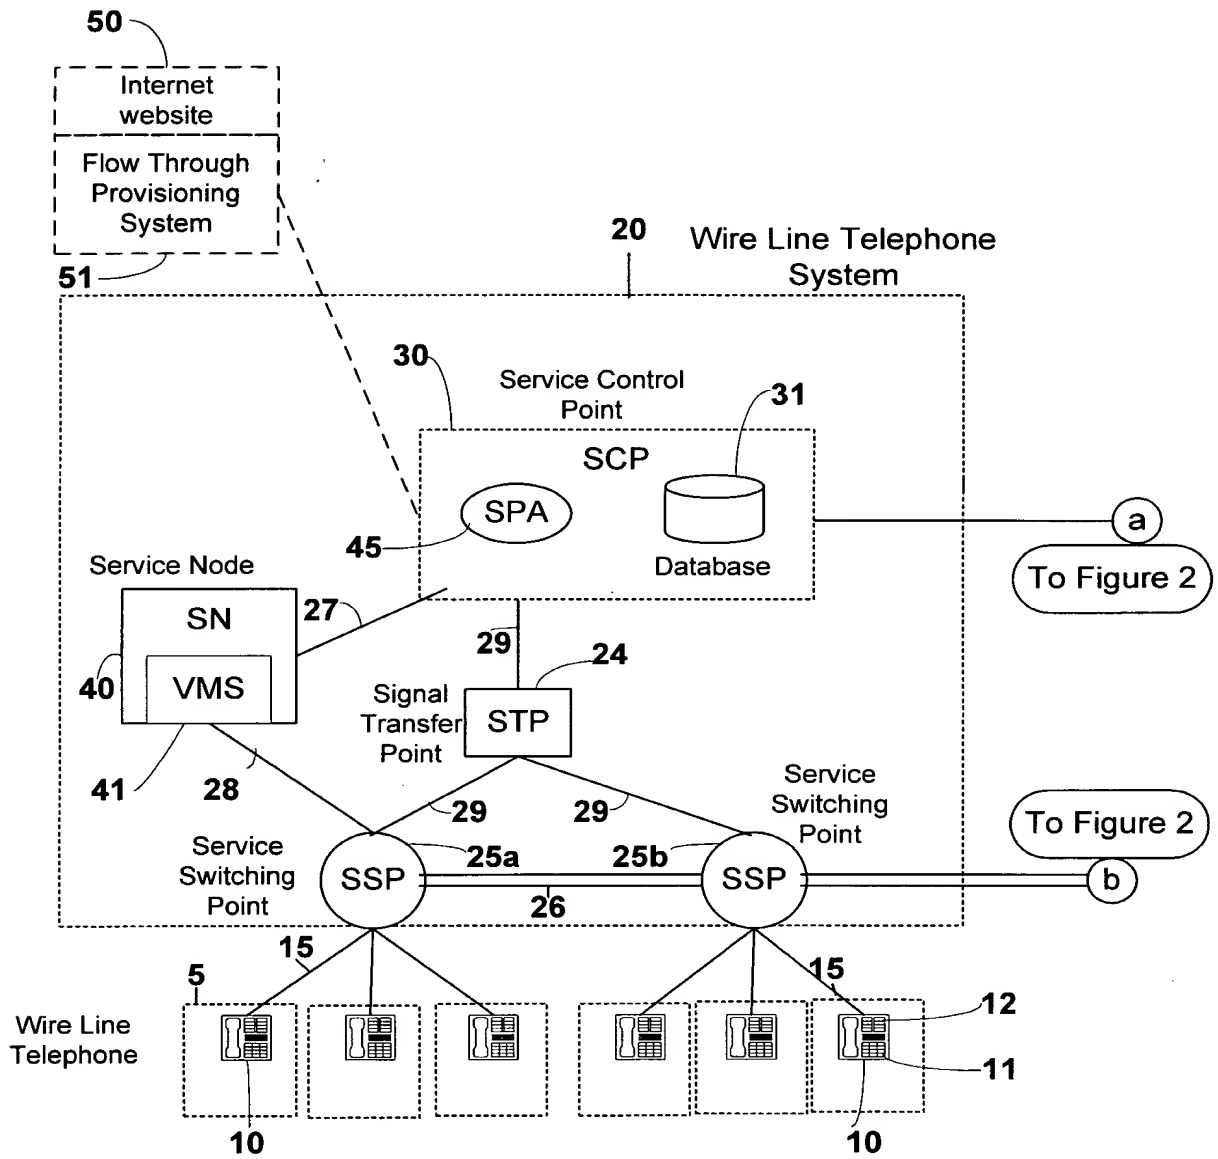 50
Internet
website
Flow Through
Provisioning
System
51
20
Wire Line Telephone
System
30
Service Control
Point
31
SCP
SPA
45
Database
a
To Figure 2
Service Node
SN
27
40
VMS
41
28
29
24
Signal
Transfer
Point
STP
29
29
Service
Switching
Point
To Figure 2
Service
Switching
Point
25a
25b
SSP
SSP
26
b
15
15
5
12
Wire Line
Telephone
11
10
10